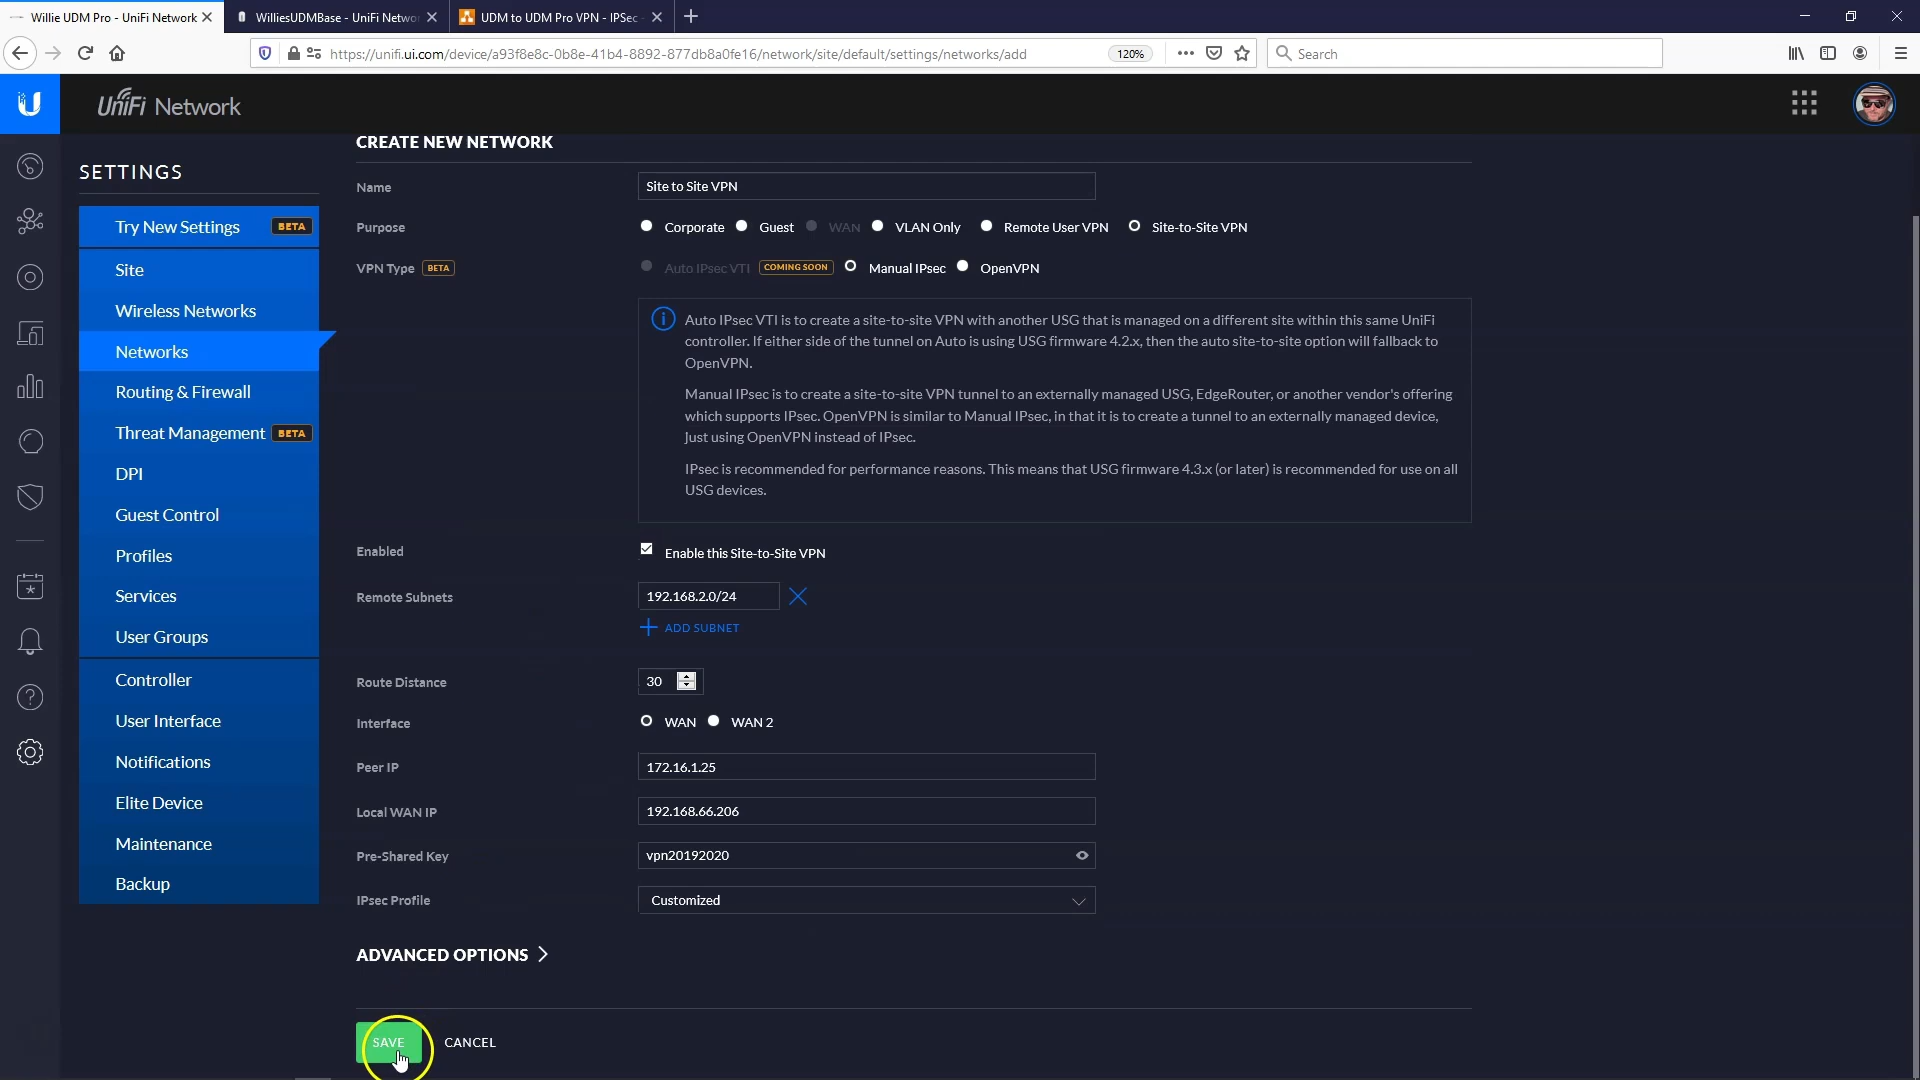 Willie UDM Pro - UniFi Network
WilliesUDMBase - UniFi Netwo
UDM to UDM Pro VPN - IPSec
https://unifi.ui.com/device/a93f8e8c-0b8e-41b4-8892-877db8a0fe16/network/site/default/settings/networks/add
120%
Search
UniFi Network
SETTINGS
Try New Settings BETA
Site
Wireless Networks
Networks
Routing & Firewall
Threat Management BETA
DPI
Guest Control
Profiles
Services
User Groups
Controller
User Interface
Notifications
Elite Device
Maintenance
Backup
CREATE NEW NETWORK
Name Site to Site VPN
Purpose Corporate Guest WAN VLAN Only Remote User VPN Site-to-Site VPN
VPN Type BETA Auto IPsec VTI COMING SOON Manual IPsec OpenVPN
Auto IPsec VTI is to create a site-to-site VPN with another USG that is managed on a different site within this same UniFi
controller. If either side of the tunnel on Auto is using USG firmware 4.2.x, then the auto site-to-site option will fallback to
OpenVPN.
Manual IPsec is to create a site-to-site VPN tunnel to an externally managed USG, EdgeRouter, or another vendor's offering
which supports IPsec. OpenVPN is similar to Manual IPsec, in that it is to create a tunnel to an externally managed device,
just using OpenVPN instead of IPsec.
IPsec is recommended for performance reasons. This means that USG firmware 4.3.x (or later) is recommended for use on all
USG devices.
Enabled Enable this Site-to-Site VPN
Remote Subnets 192.168.2.0/24
ADD SUBNET
Route Distance 30
Interface WAN WAN 2
Peer IP 172.16.1.25
Local WAN IP 192.168.66.206
Pre-Shared Key vpn20192020
IPsec Profile Customized
ADVANCED OPTIONS
SAVE CANCEL